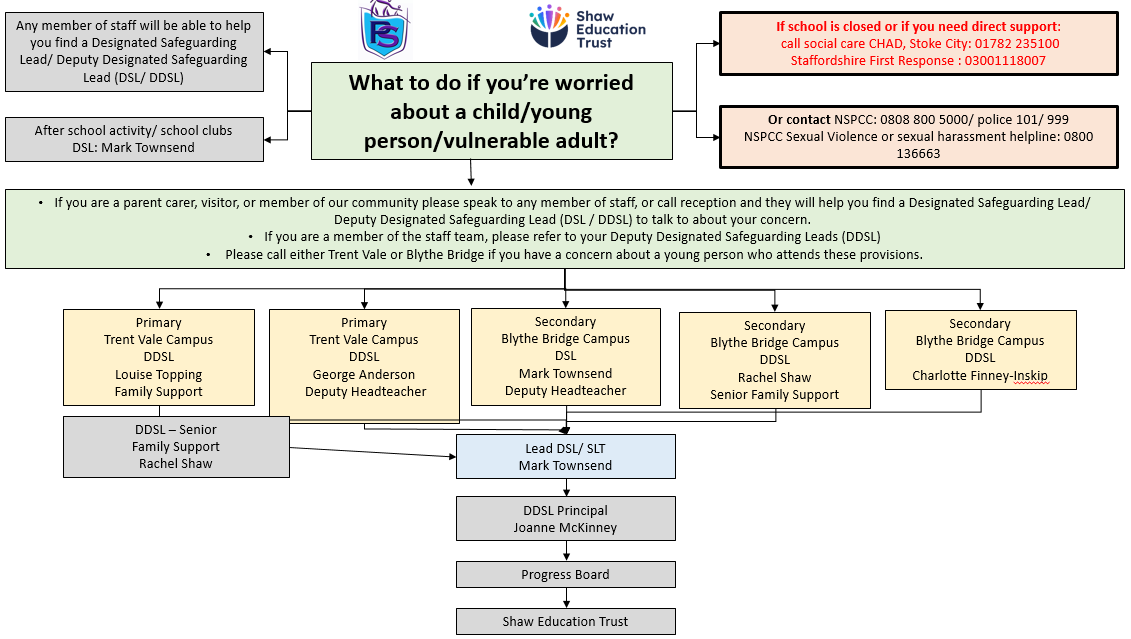 Any member of staff will be able to help
you find a Designated Safeguarding
Lead/ Deputy Designated Safeguarding
Lead (DSL/ DDSL)
After school activity/ school clubs
DSL: Mark Townsend
PS
Shaw
Education
Trust
What to do if you’re worried
about a child/young
person/vulnerable adult?
If school is closed or if you need direct support:
call social care CHAD, Stoke City: 01782 235100
Staffordshire First Response : 03001118007
Or contact NSPCC: 0808 800 5000/ police 101/ 999
NSPCC Sexual Violence or sexual harassment helpline: 0800
136663
• If you are a parent carer, visitor, or member of our community please speak to any member of staff, or call reception and they will help you find a Designated Safeguarding Lead/
Deputy Designated Safeguarding Lead (DSL / DDSL) to talk to about your concern.
• If you are a member of the staff team, please refer to your Deputy Designated Safeguarding Leads (DDSL)
• Please call either Trent Vale or Blythe Bridge if you have a concern about a young person who attends these provisions.
Primary
Trent Vale Campus
DDSL
Louise Topping
Family Support
Primary
Trent Vale Campus
DDSL
George Anderson
Deputy Headteacher
Secondary
Blythe Bridge Campus
DSL
Mark Townsend
Deputy Headteacher
Secondary
Blythe Bridge Campus
DDSL
Rachel Shaw
Senior Family Support
Secondary
Blythe Bridge Campus
DDSL
Charlotte Finney-Inskip
DDSL – Senior
Family Support
Rachel Shaw
Lead DSL/ SLT
Mark Townsend
DDSL Principal
Joanne McKinney
Progress Board
Shaw Education Trust